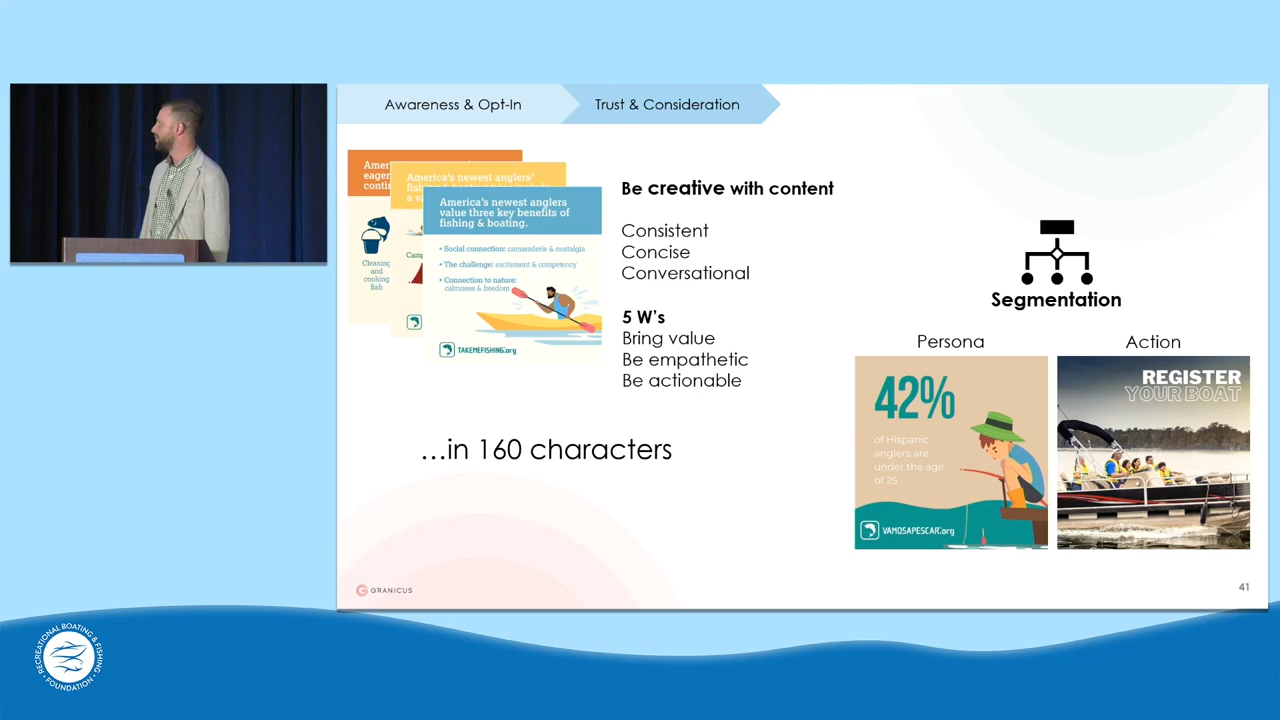 Awareness & Opt-In
Trust & Consideration
America's newest anglers'
America's newest anglers
value three key benefits of
fishing & boating.
• Social connection: camaraderie & nostalgia
• The challenge: excitement & competency
• Connection to nature:
calmness & freedom
TAKEMEFISHING.org
Cleaning
and
cooking
fish
Be creative with content
Consistent
Concise
Conversational
5 W's
Bring value
Be empathetic
Be actionable
…in 160 characters
Segmentation
Persona
Action
42%
of Hispanic
anglers are
under the age
of 25
VAMOSAPESCAR.org
REGISTER
YOUR BOAT
GRANICUS
41
RECREATIONAL BOATING & FISHING
• FOUNDATION •